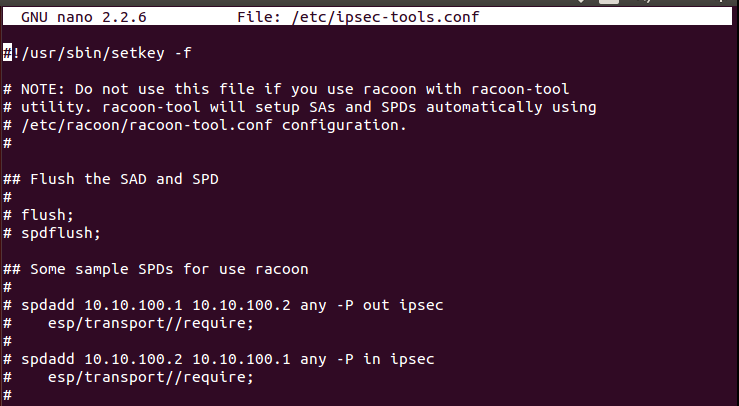 GNU nano 2.2.6          File: /etc/ipsec-tools.conf
#!/usr/sbin/setkey -f
# NOTE: Do not use this file if you use racoon with racoon-tool
# utility. racoon-tool will setup SAs and SPDs automatically using
# /etc/racoon/racoon-tool.conf configuration.
#
## Flush the SAD and SPD
#
# flush;
# spdflush;
## Some sample SPDs for use racoon
#
# spdadd 10.10.100.1 10.10.100.2 any -P out ipsec
#    esp/transport//require;
#
# spdadd 10.10.100.2 10.10.100.1 any -P in ipsec
#    esp/transport//require;
#